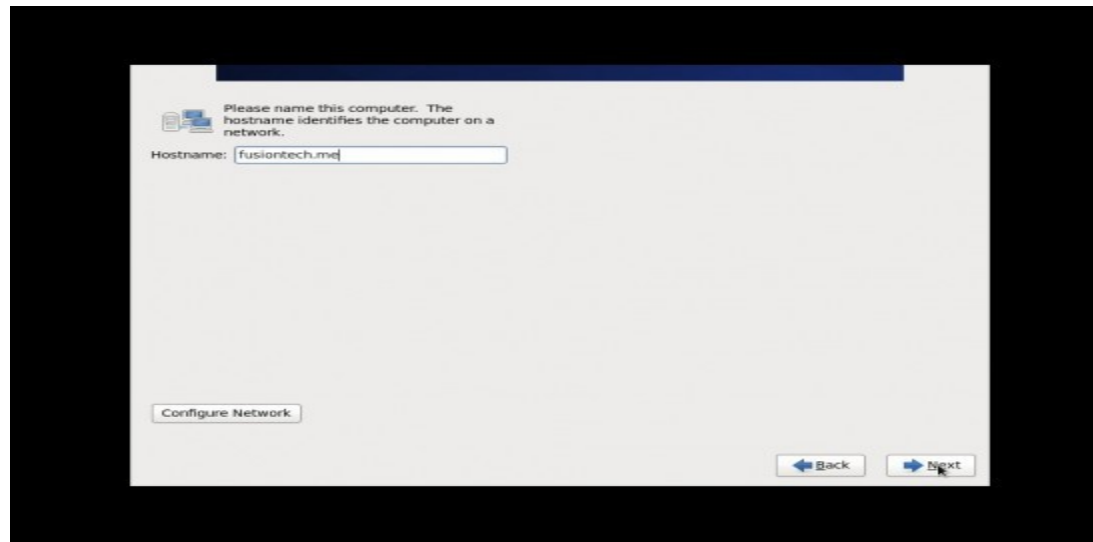 Please name this computer. The
hostname identifies the computer on a
network.
Hostname: fusiontech.me
Configure Network
Back Next